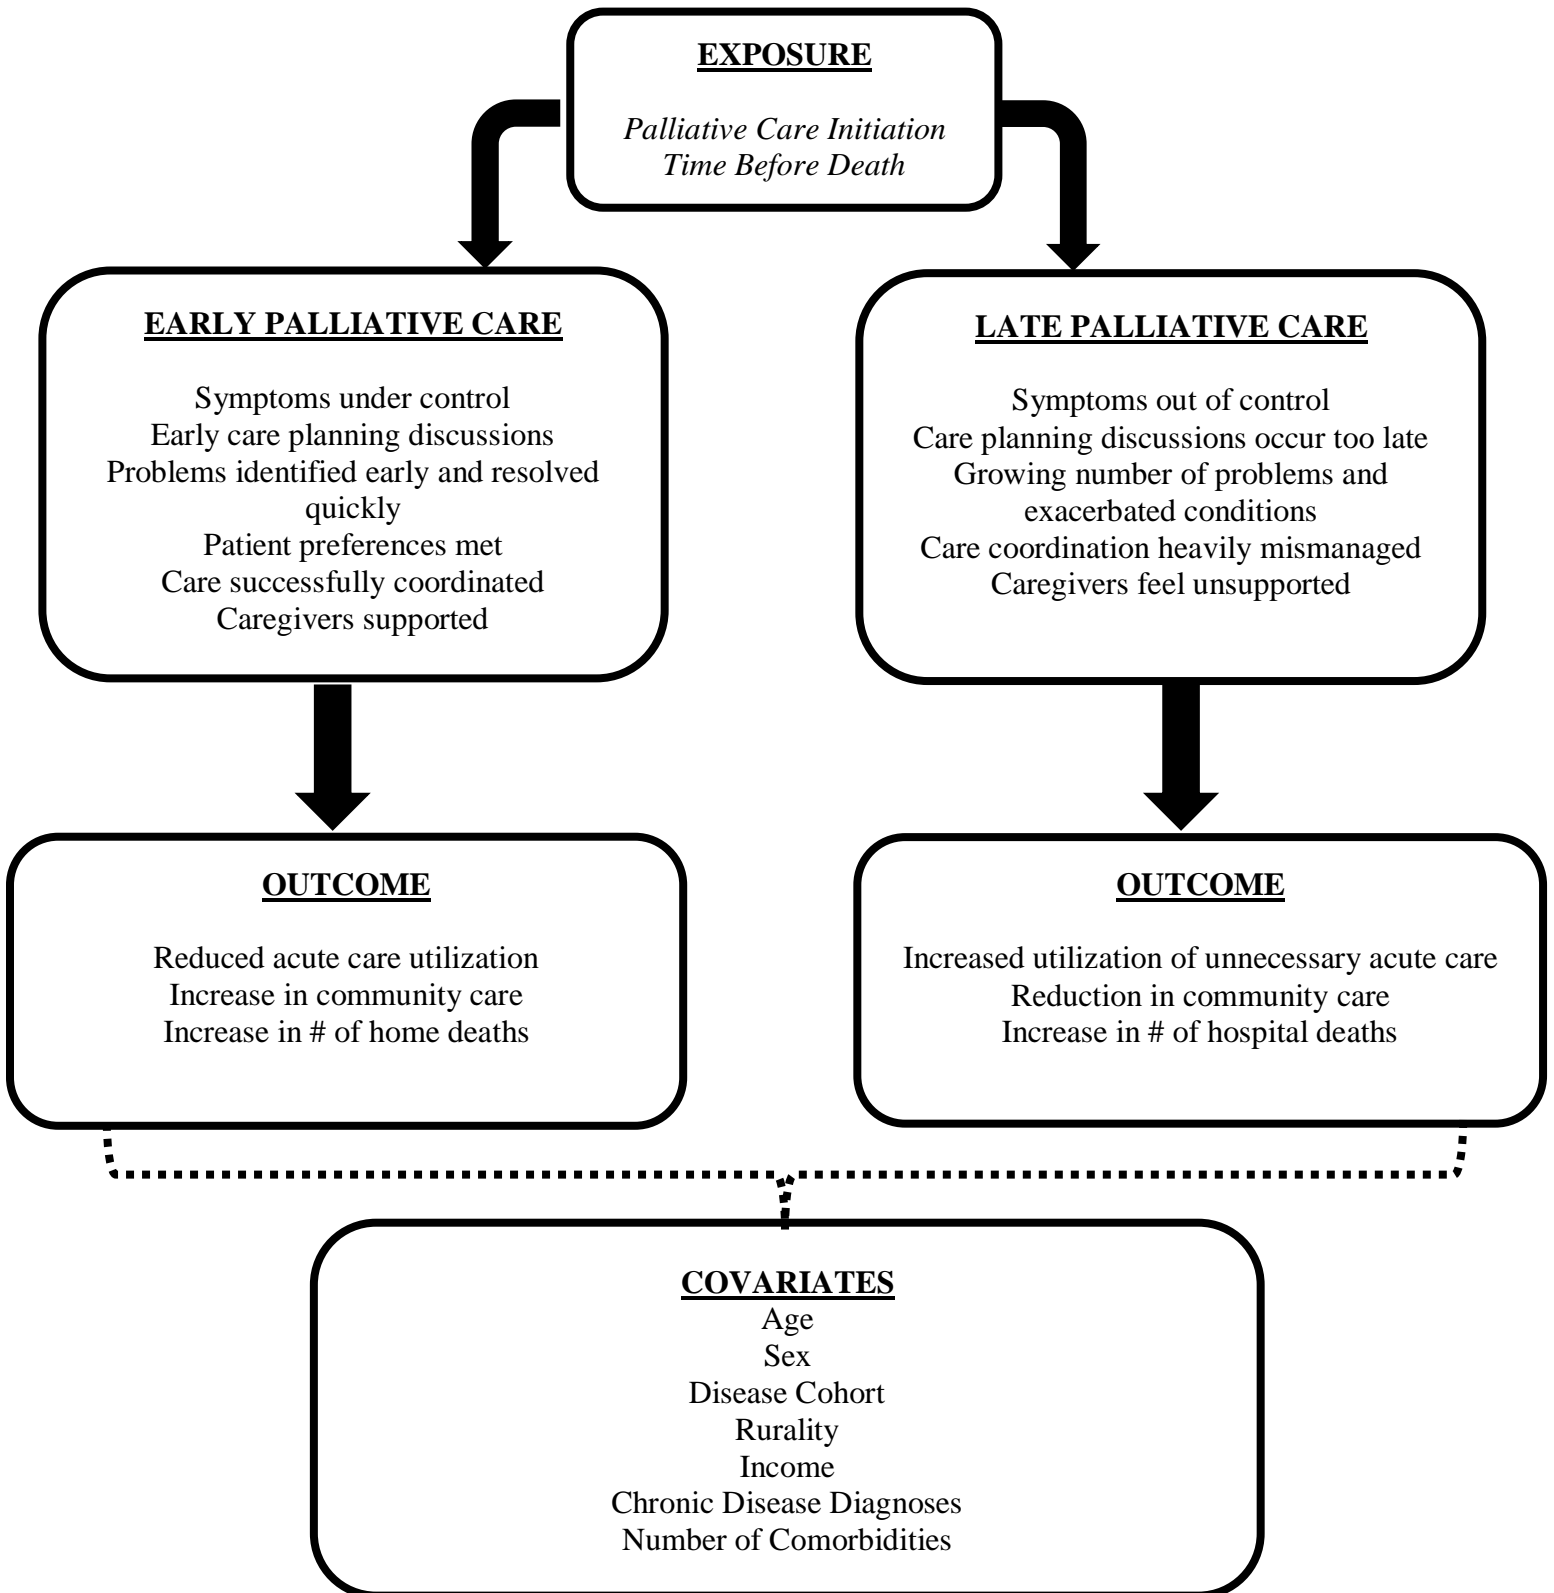 EXPOSURE
Palliative Care Initiation
Time Before Death
EARLY PALLIATIVE CARE
Symptoms under control
Early care planning discussions
Problems identified early and resolved
quickly
Patient preferences met
Care successfully coordinated
Caregivers supported
LATE PALLIATIVE CARE
Symptoms out of control
Care planning discussions occur too late
Growing number of problems and
exacerbated conditions
Care coordination heavily mismanaged
Caregivers feel unsupported
OUTCOME
Reduced acute care utilization
Increase in community care
Increase in # of home deaths
OUTCOME
Increased utilization of unnecessary acute care
Reduction in community care
Increase in # of hospital deaths
COVARIATES
Age
Sex
Disease Cohort
Rurality
Income
Chronic Disease Diagnoses
Number of Comorbidities